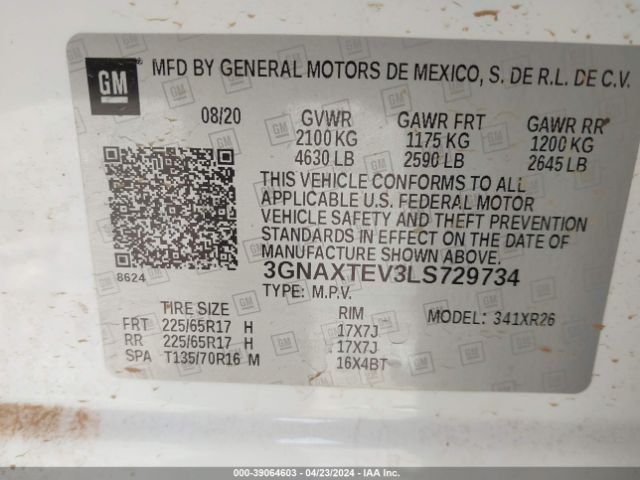 GM
MFD BY GENERAL MOTORS DE MEXICO, S. DE R.L. DE C.V.
08/20 GVWR GAWR FRT GAWR RR
2100 KG 1175 KG 1200 KG
4630 LB 2590 LB 2645 LB
THIS VEHICLE CONFORMS TO ALL
APPLICABLE U.S. FEDERAL MOTOR
VEHICLE SAFETY AND THEFT PREVENTION
STANDARDS IN EFFECT ON THE DATE OF
MANUFACTURE SHOWN ABOVE.
8624
3GNAXTEV3LS729734
TYPE: M.P.V.
TIRE SIZE RIM MODEL: 341XR26
FRT 225/65R17 H 17X7J
RR 225/65R17 H 17X7J
SPA T135/70R16 M 16X4BT
000-39064603 - 04/23/2024 - IAA Inc.